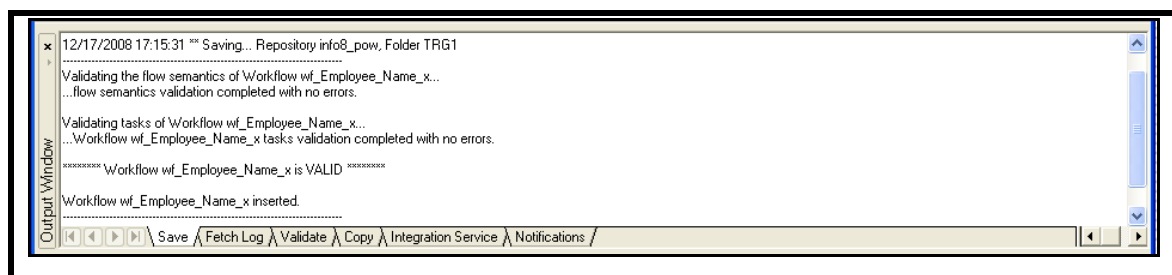 12/17/2008 17:15:31 ** Saving... Repository info8_pow, Folder TRG1
----------------------------------------------------------------------
Validating the flow semantics of Workflow wf_Employee_Name_x...
...flow semantics validation completed with no errors.
Validating tasks of Workflow wf_Employee_Name_x...
...Workflow wf_Employee_Name_x tasks validation completed with no errors.
******** Workflow wf_Employee_Name_x is VALID ********
Workflow wf_Employee_Name_x inserted.
----------------------------------------------------------------------
Output Window
Save Fetch Log Validate Copy Integration Service Notifications